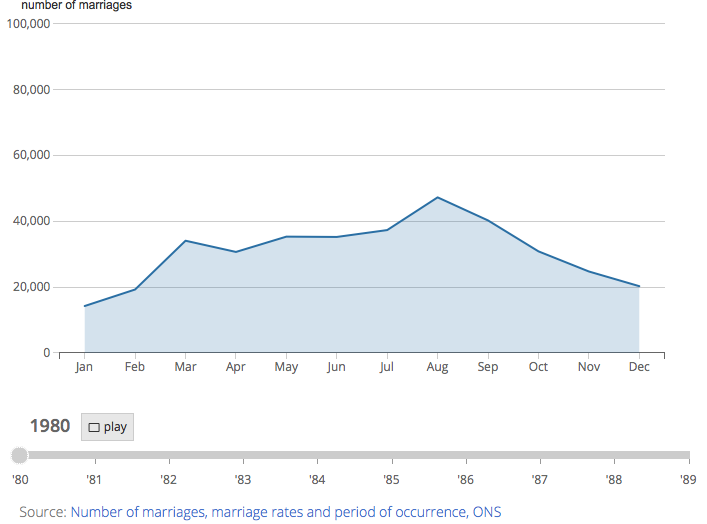 number of marriages
100,000
80,000
60,000
40,000
20,000
0
Jan Feb Mar Apr May Jun Jul Aug Sep Oct Nov Dec
1980 play
'80 '81 '82 '83 '84 '85 '86 '87 '88 '89
Source: Number of marriages, marriage rates and period of occurrence, ONS